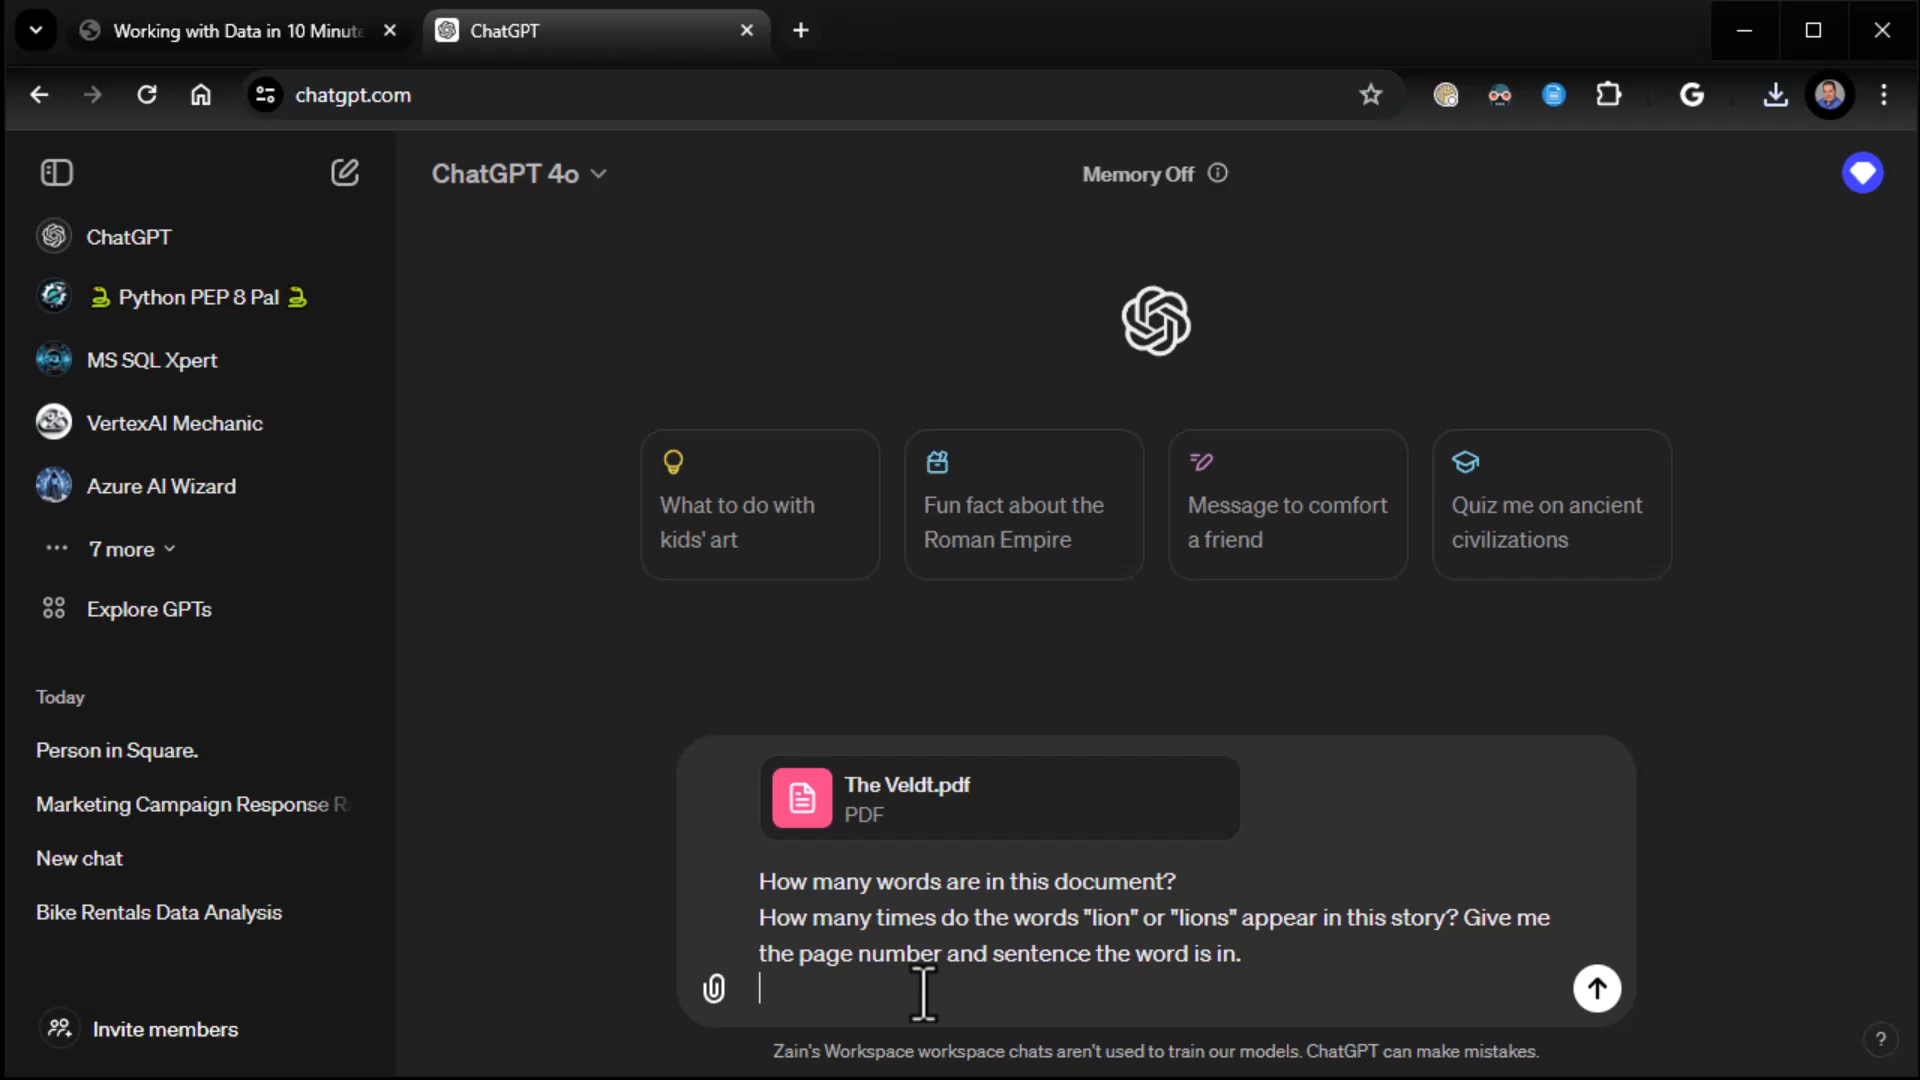 Working with Data in 10 Minute
ChatGPT
chatgpt.com
G
ChatGPT 4o
Memory Off
ChatGPT
Python PEP 8 Pal
MS SQL Xpert
VertexAI Mechanic
Azure AI Wizard
7 more
Explore GPTs
Today
Person in Square.
Marketing Campaign Response R
New chat
Bike Rentals Data Analysis
Invite members
What to do with
kids' art
Fun fact about the
Roman Empire
Message to comfort
a friend
Quiz me on ancient
civilizations
The Veldt.pdf
PDF
How many words are in this document?
How many times do the words "lion" or "lions" appear in this story? Give me
the page number and sentence the word is in.
Zain's Workspace workspace chats aren't used to train our models. ChatGPT can make mistakes.
?